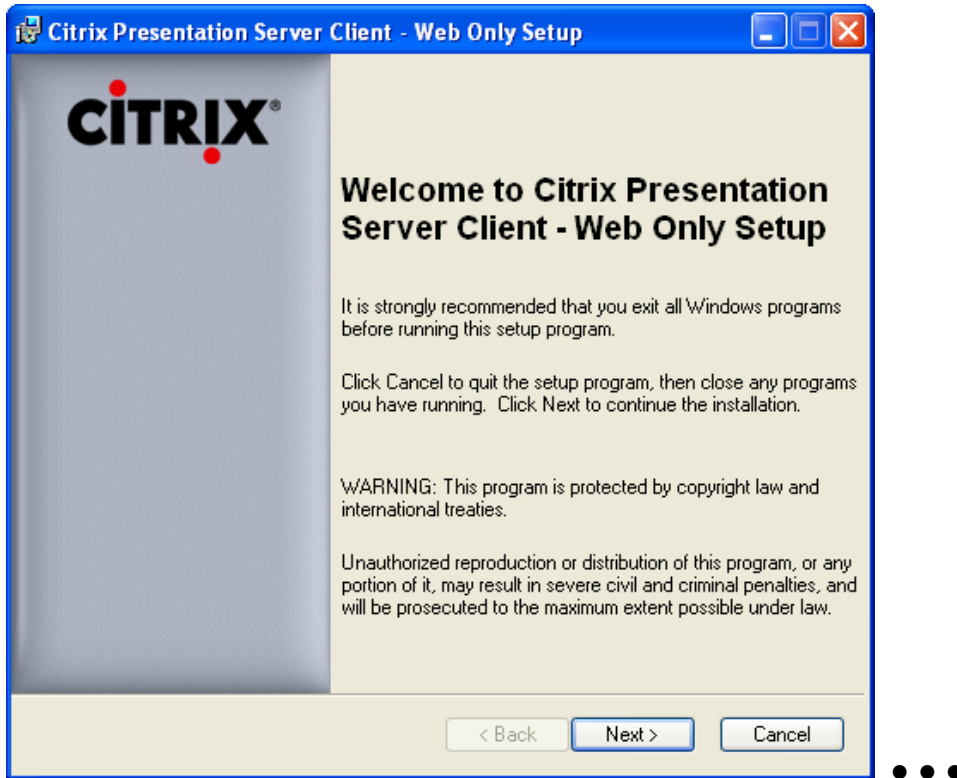 Citrix Presentation Server Client - Web Only Setup
CITRIX®
Welcome to Citrix Presentation
Server Client - Web Only Setup
It is strongly recommended that you exit all Windows programs
before running this setup program.
Click Cancel to quit the setup program, then close any programs
you have running.  Click Next to continue the installation.
WARNING: This program is protected by copyright law and
international treaties.
Unauthorized reproduction or distribution of this program, or any
portion of it, may result in severe civil and criminal penalties, and
will be prosecuted to the maximum extent possible under law.
< Back Next > Cancel
...